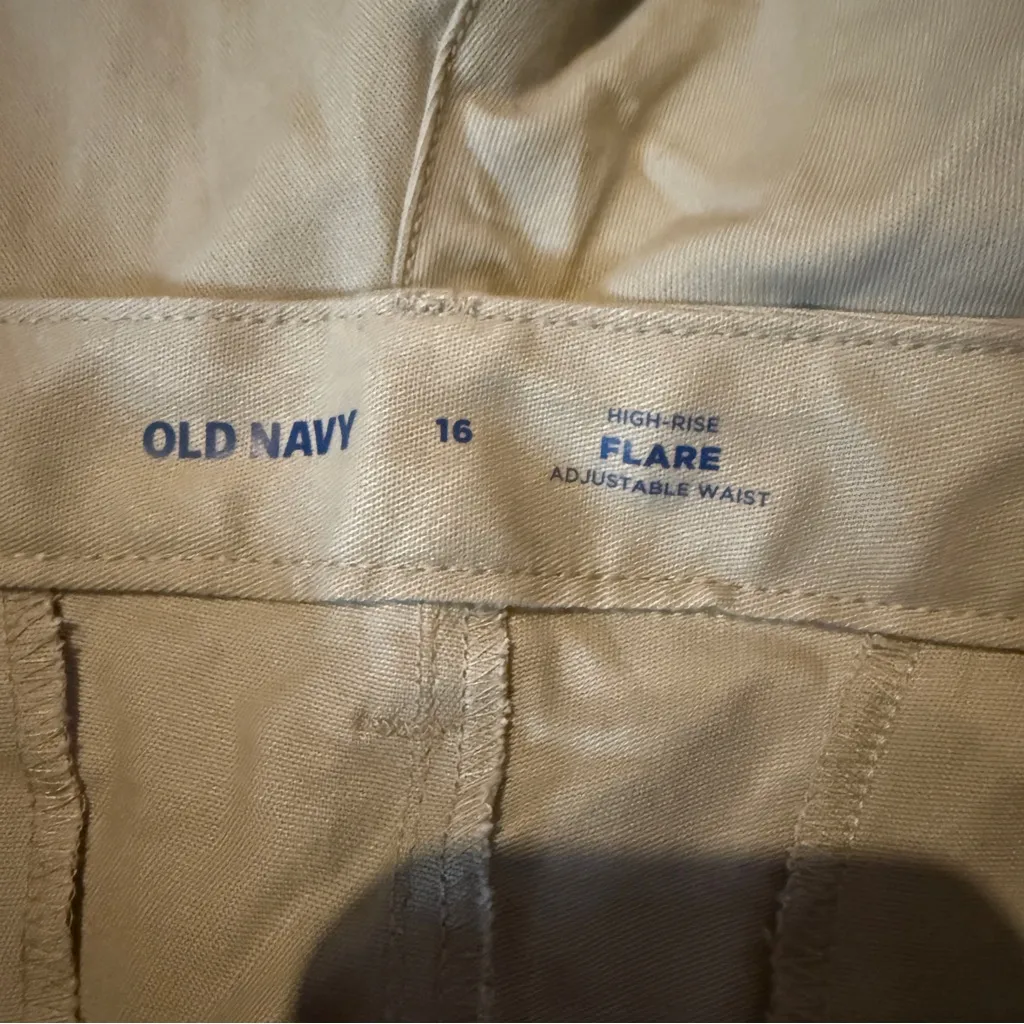 OLD NAVY
16
HIGH-RISE
FLARE
ADJUSTABLE WAIST